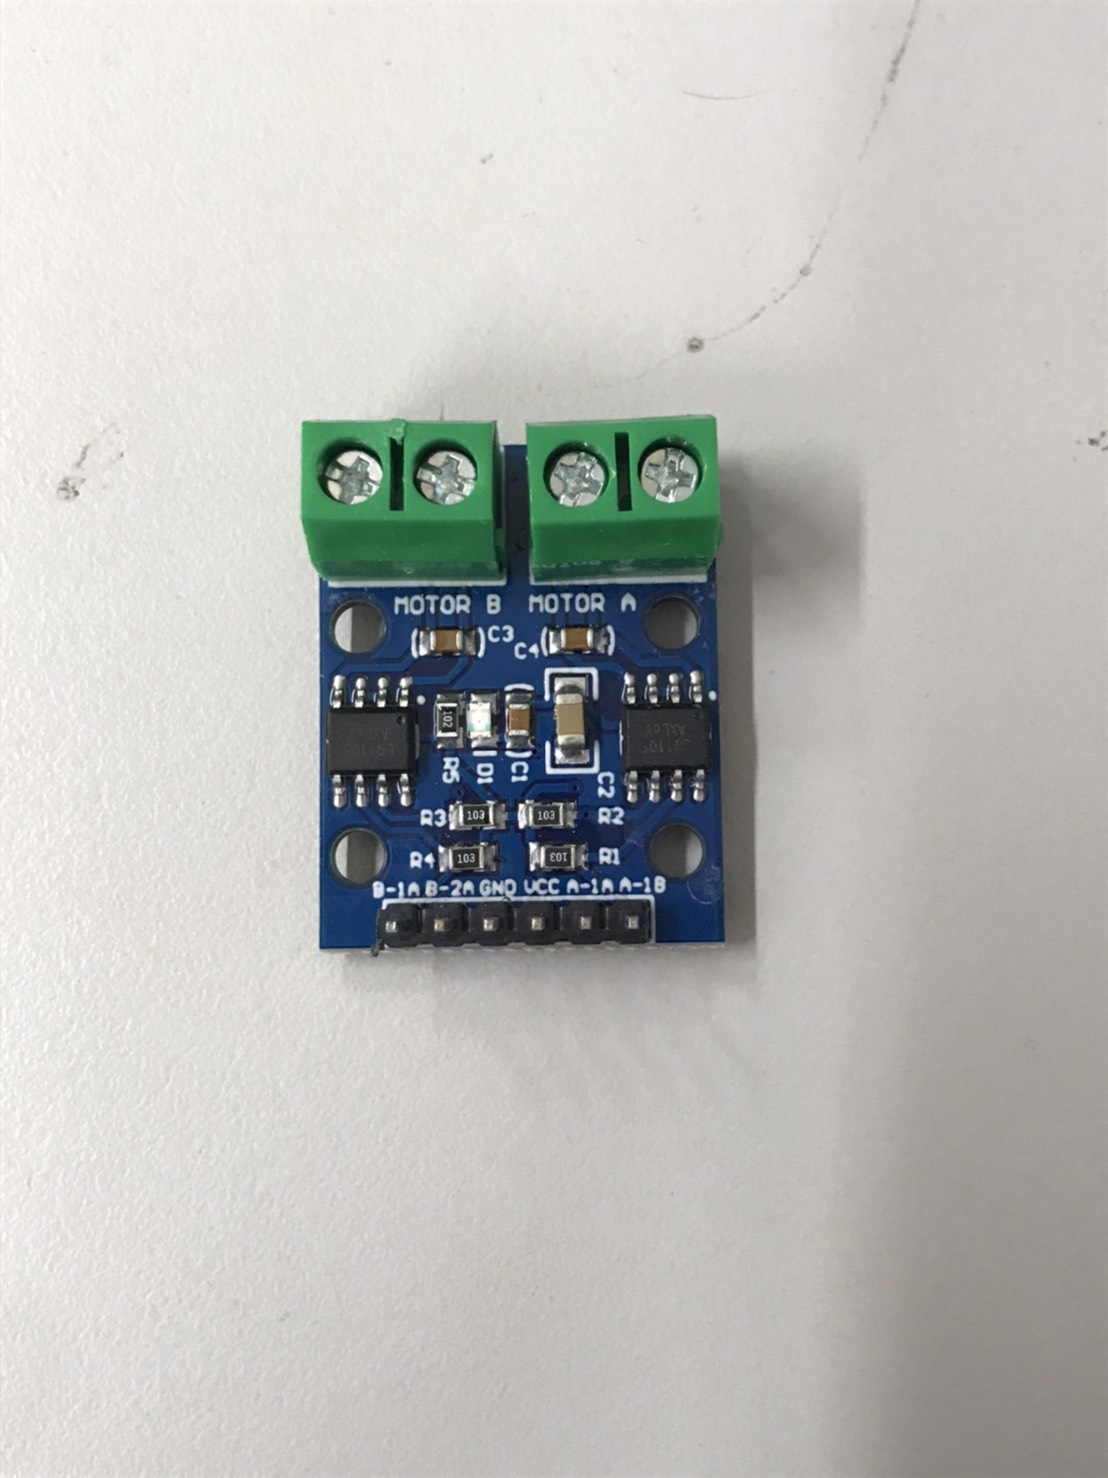 MOTOR B MOTOR A
C3
C4
102
R5 D1 C1
C2
L9110S
R3 103 103 R2
R4 103 103 R1
B-1A B-2A GND VCC A-1A A-1B